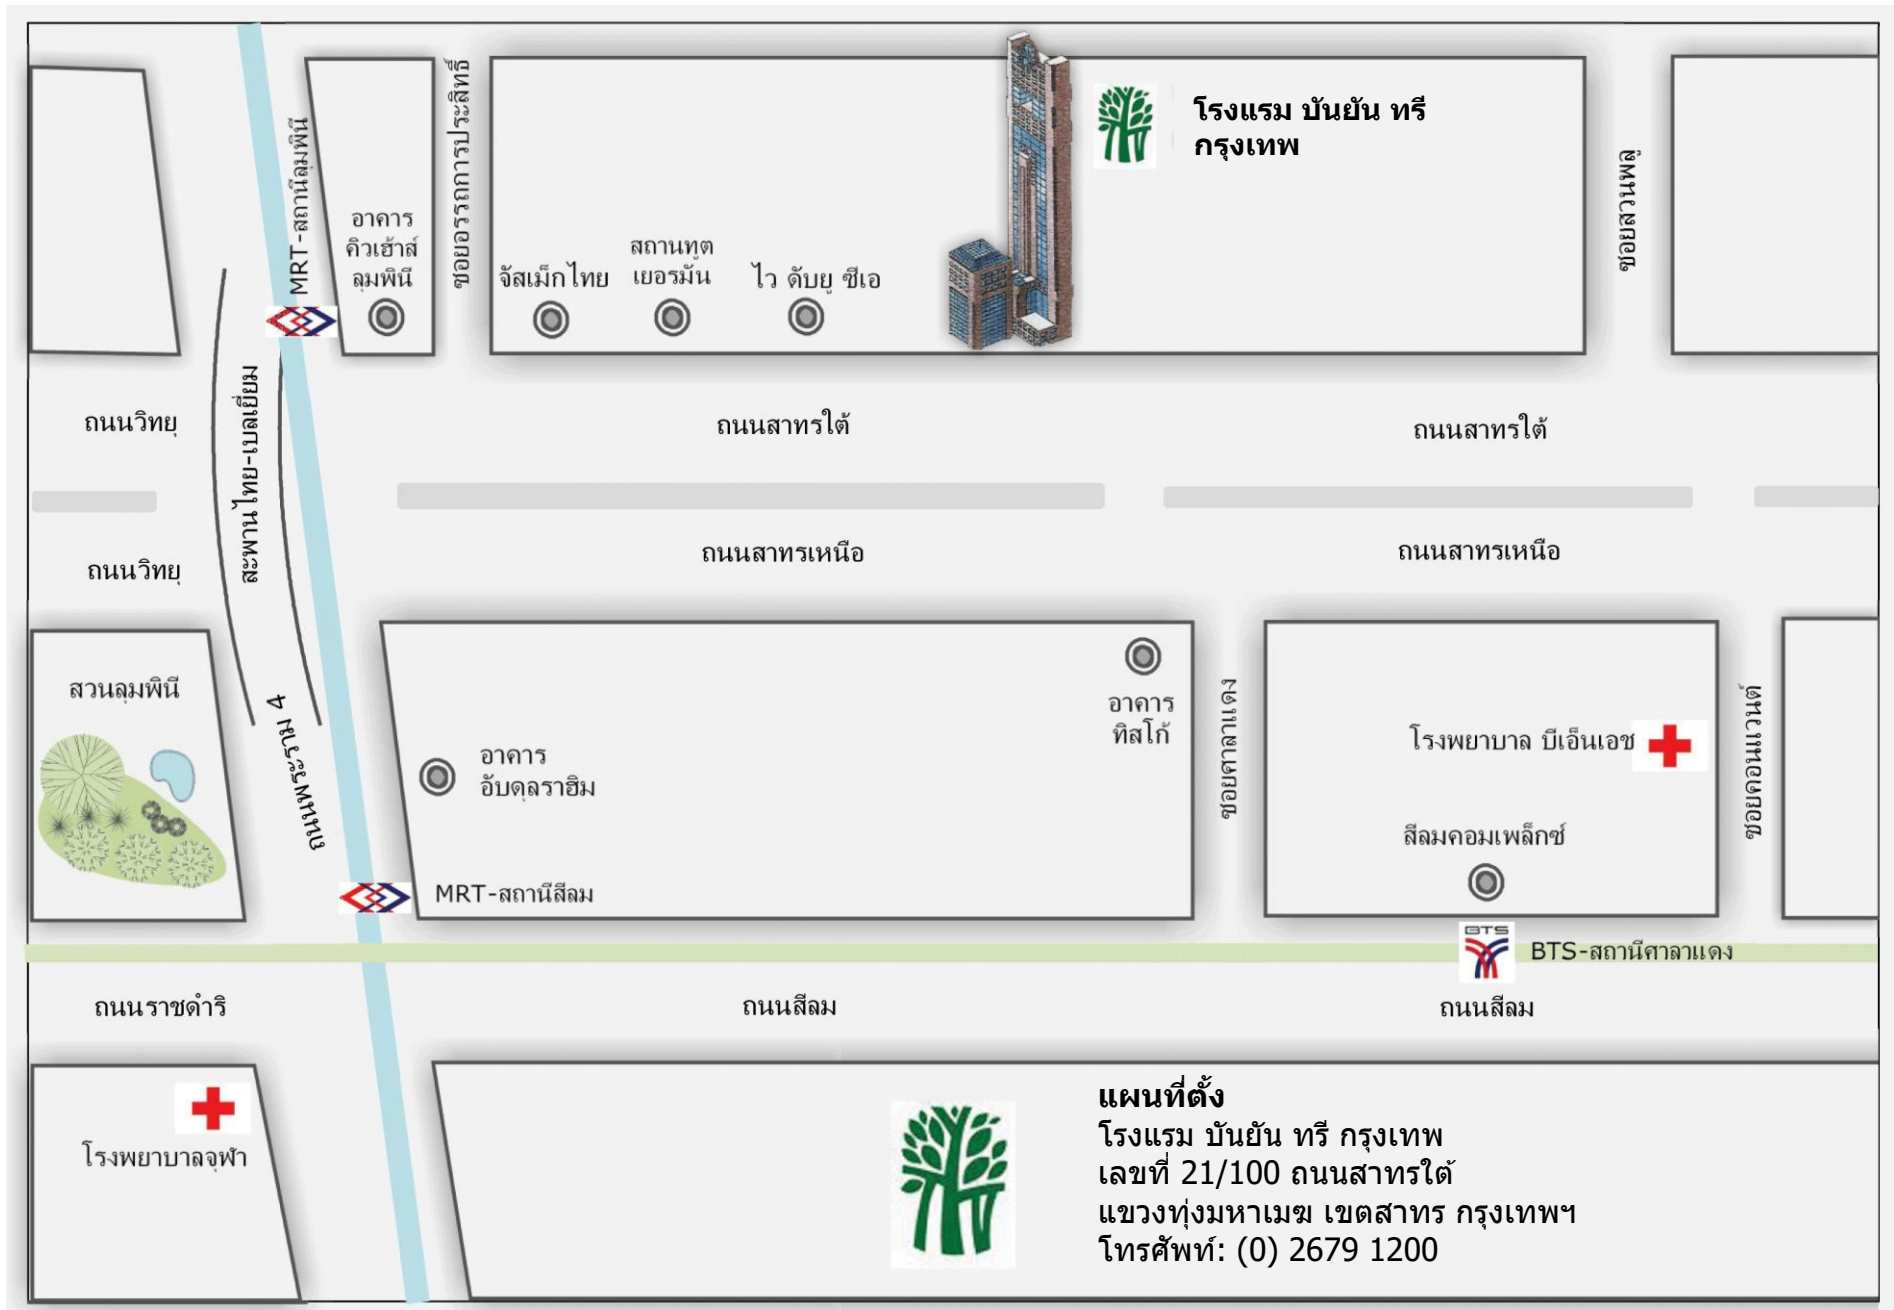 MRT-สถานีลุมพินี
ซอยอรรถการประสิทธิ์
โรงแรม บันยัน ทรี
กรุงเทพ
ซอยสวนพลู
อาคาร
คิวเฮ้าส์
ลุมพินี
จัสเม็กไทย
สถานทูต
เยอรมัน
ไว ดับยู ซีเอ
ถนนวิทยุ
สะพานไทย-เบลเยี่ยม
ถนนสาทรใต้
ถนนสาทรใต้
ถนนวิทยุ
ถนนสาทรเหนือ
ถนนสาทรเหนือ
สวนลุมพินี
ถนนพระราม 4
อาคาร
อับดุลราฮิม
อาคาร
ทิสโก้
ซอยศาลาแดง
โรงพยาบาล บีเอ็นเอช
ซอยคอนแวนต์
สีลมคอมเพล็กซ์
MRT-สถานีสีลม
BTS
BTS-สถานีศาลาแดง
ถนนราชดำริ
ถนนสีลม
ถนนสีลม
โรงพยาบาลจุฬา
แผนที่ตั้ง
โรงแรม บันยัน ทรี กรุงเทพ
เลขที่ 21/100 ถนนสาทรใต้
แขวงทุ่งมหาเมฆ เขตสาทร กรุงเทพฯ
โทรศัพท์: (0) 2679 1200